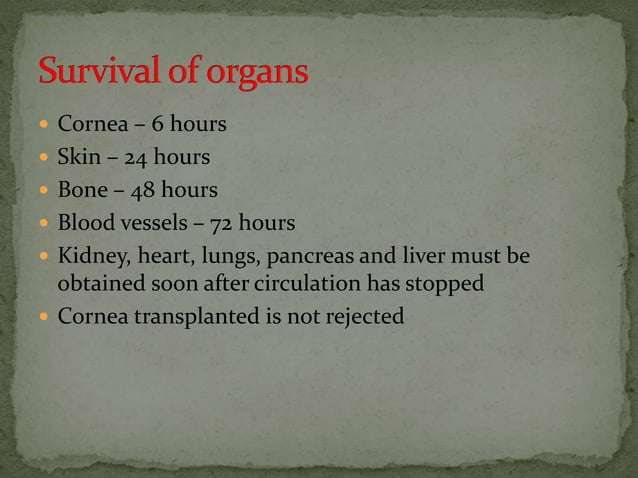 Survival of organs
• Cornea – 6 hours
• Skin – 24 hours
• Bone – 48 hours
• Blood vessels – 72 hours
• Kidney, heart, lungs, pancreas and liver must be
obtained soon after circulation has stopped
• Cornea transplanted is not rejected